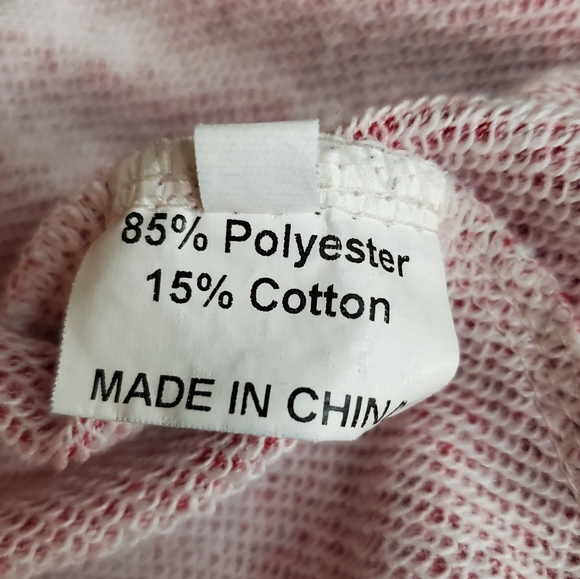 85% Polyester
15% Cotton
MADE IN CHINA